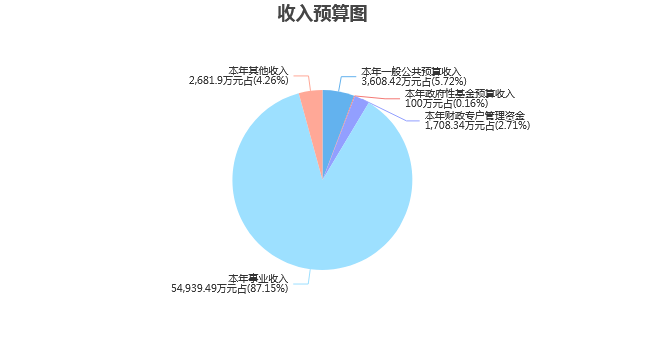 收入预算图
本年其他收入
2,681.9万元占(4.26%)
本年一般公共预算收入
3,608.42万元占(5.72%)
本年政府性基金预算收入
100万元占(0.16%)
本年财政专户管理资金
1,708.34万元占(2.71%)
本年事业收入
54,939.49万元占(87.15%)